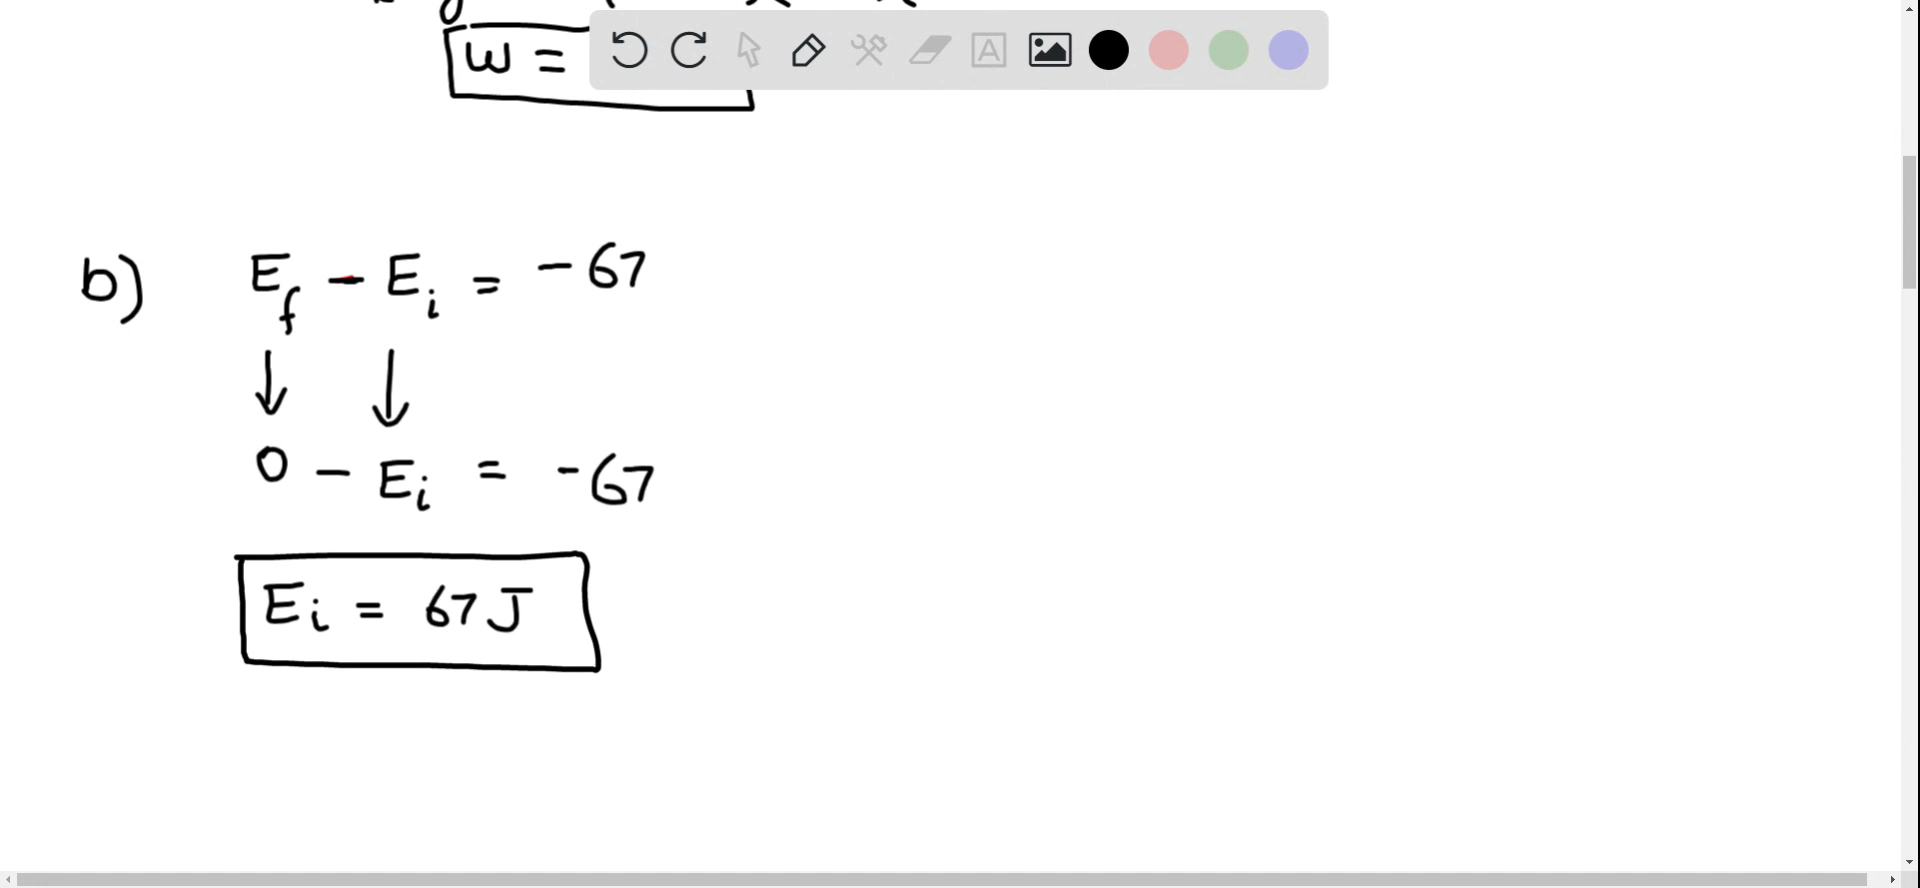 W =
A
b) E_f - E_i = -67
↓ ↓
0 - E_i = -67
E_i = 67 J